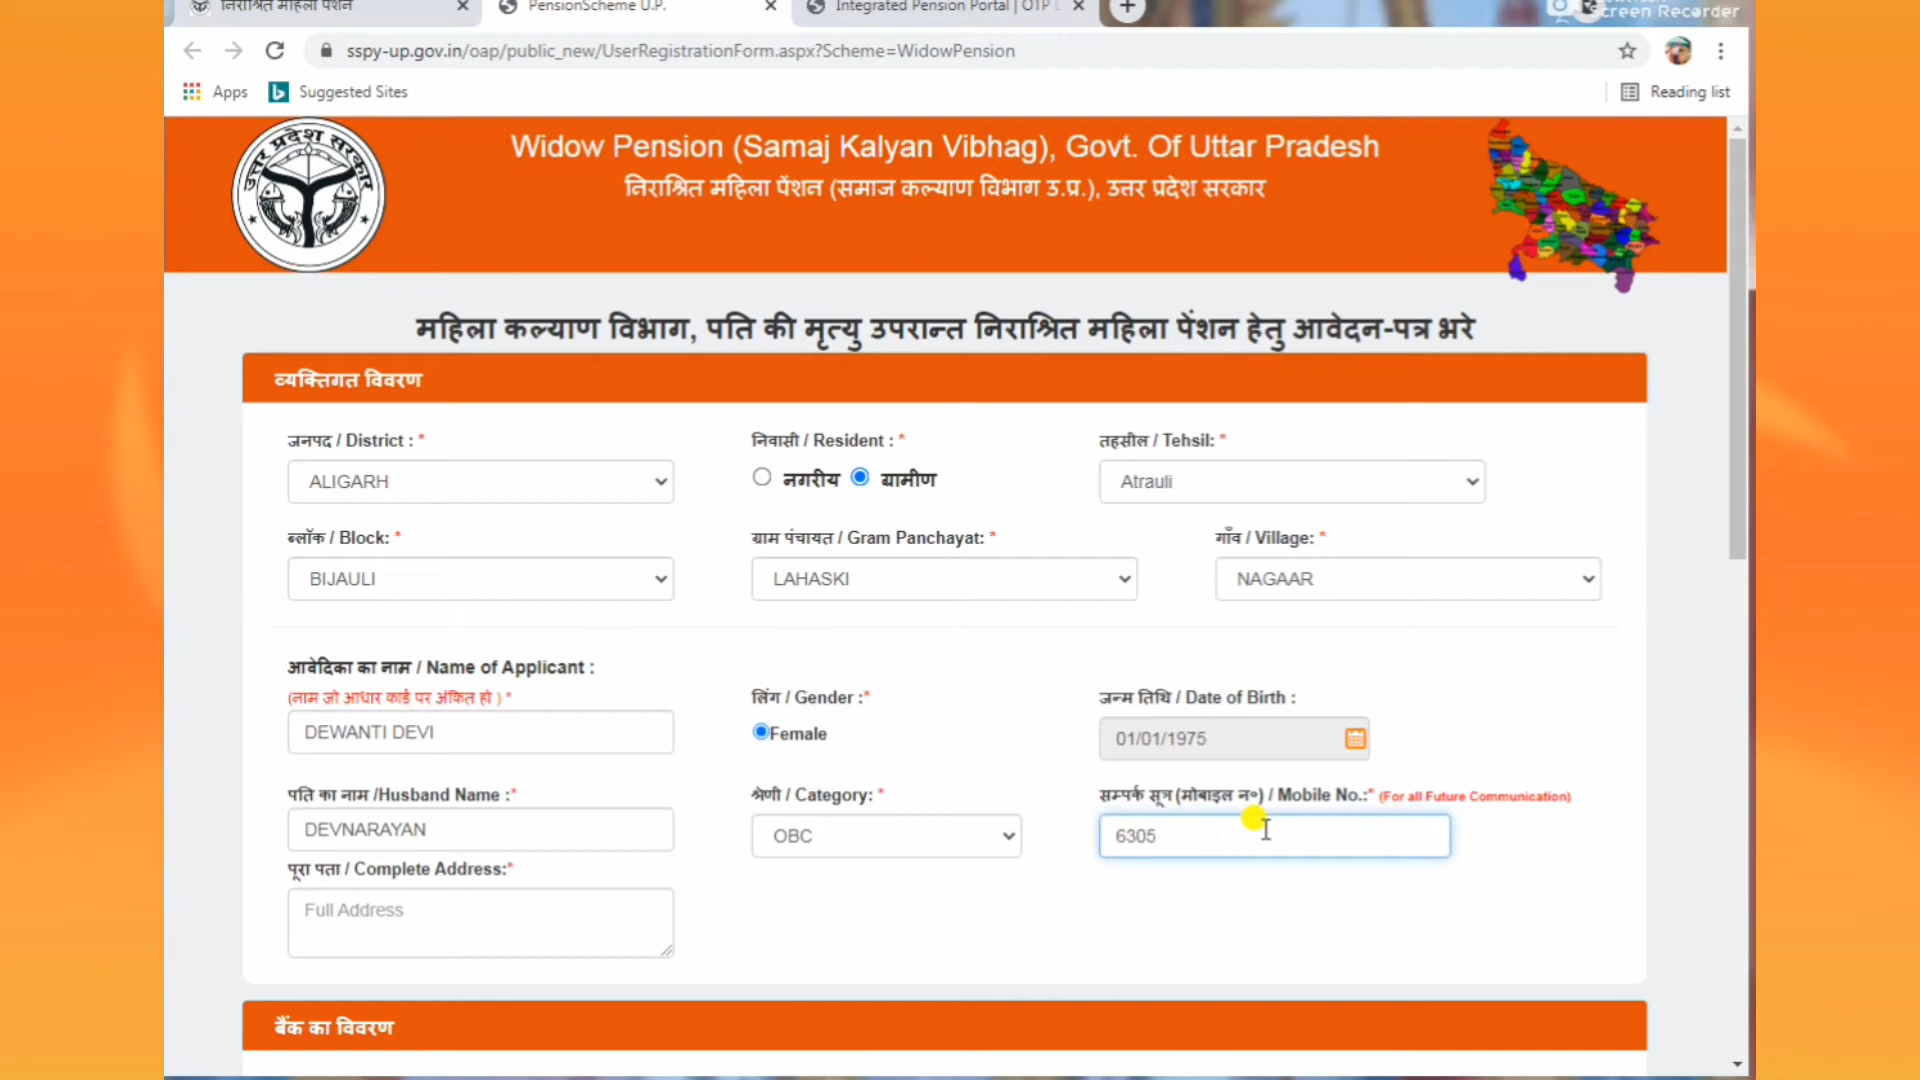 निराश्रित महिला पेंशन
PensionScheme U.P.
Integrated Pension Portal | OTP
Screen Recorder
sspy-up.gov.in/oap/public_new/UserRegistrationForm.aspx?Scheme=WidowPension
Apps
Suggested Sites
Reading list
उत्तर प्रदेश सरकार
Widow Pension (Samaj Kalyan Vibhag), Govt. Of Uttar Pradesh
निराश्रित महिला पेंशन (समाज कल्याण विभाग उ.प्र.), उत्तर प्रदेश सरकार
महिला कल्याण विभाग, पति की मृत्यु उपरान्त निराश्रित महिला पेंशन हेतु आवेदन-पत्र भरे
व्यक्तिगत विवरण
जनपद / District : *
निवासी / Resident : *
तहसील / Tehsil: *
ALIGARH
नगरीय ग्रामीण
Atrauli
ब्लॉक / Block: *
ग्राम पंचायत / Gram Panchayat: *
गाँव / Village: *
BIJAULI
LAHASKI
NAGAAR
आवेदिका का नाम / Name of Applicant :
(नाम जो आधार कार्ड पर अंकित हो ) *
लिंग / Gender :*
जन्म तिथि / Date of Birth :
DEWANTI DEVI
Female
01/01/1975
पति का नाम /Husband Name :*
श्रेणी / Category: *
सम्पर्क सूत्र (मोबाइल न०) / Mobile No.:* (For all Future Communication)
DEVNARAYAN
OBC
6305
पूरा पता / Complete Address:*
Full Address
बैंक का विवरण